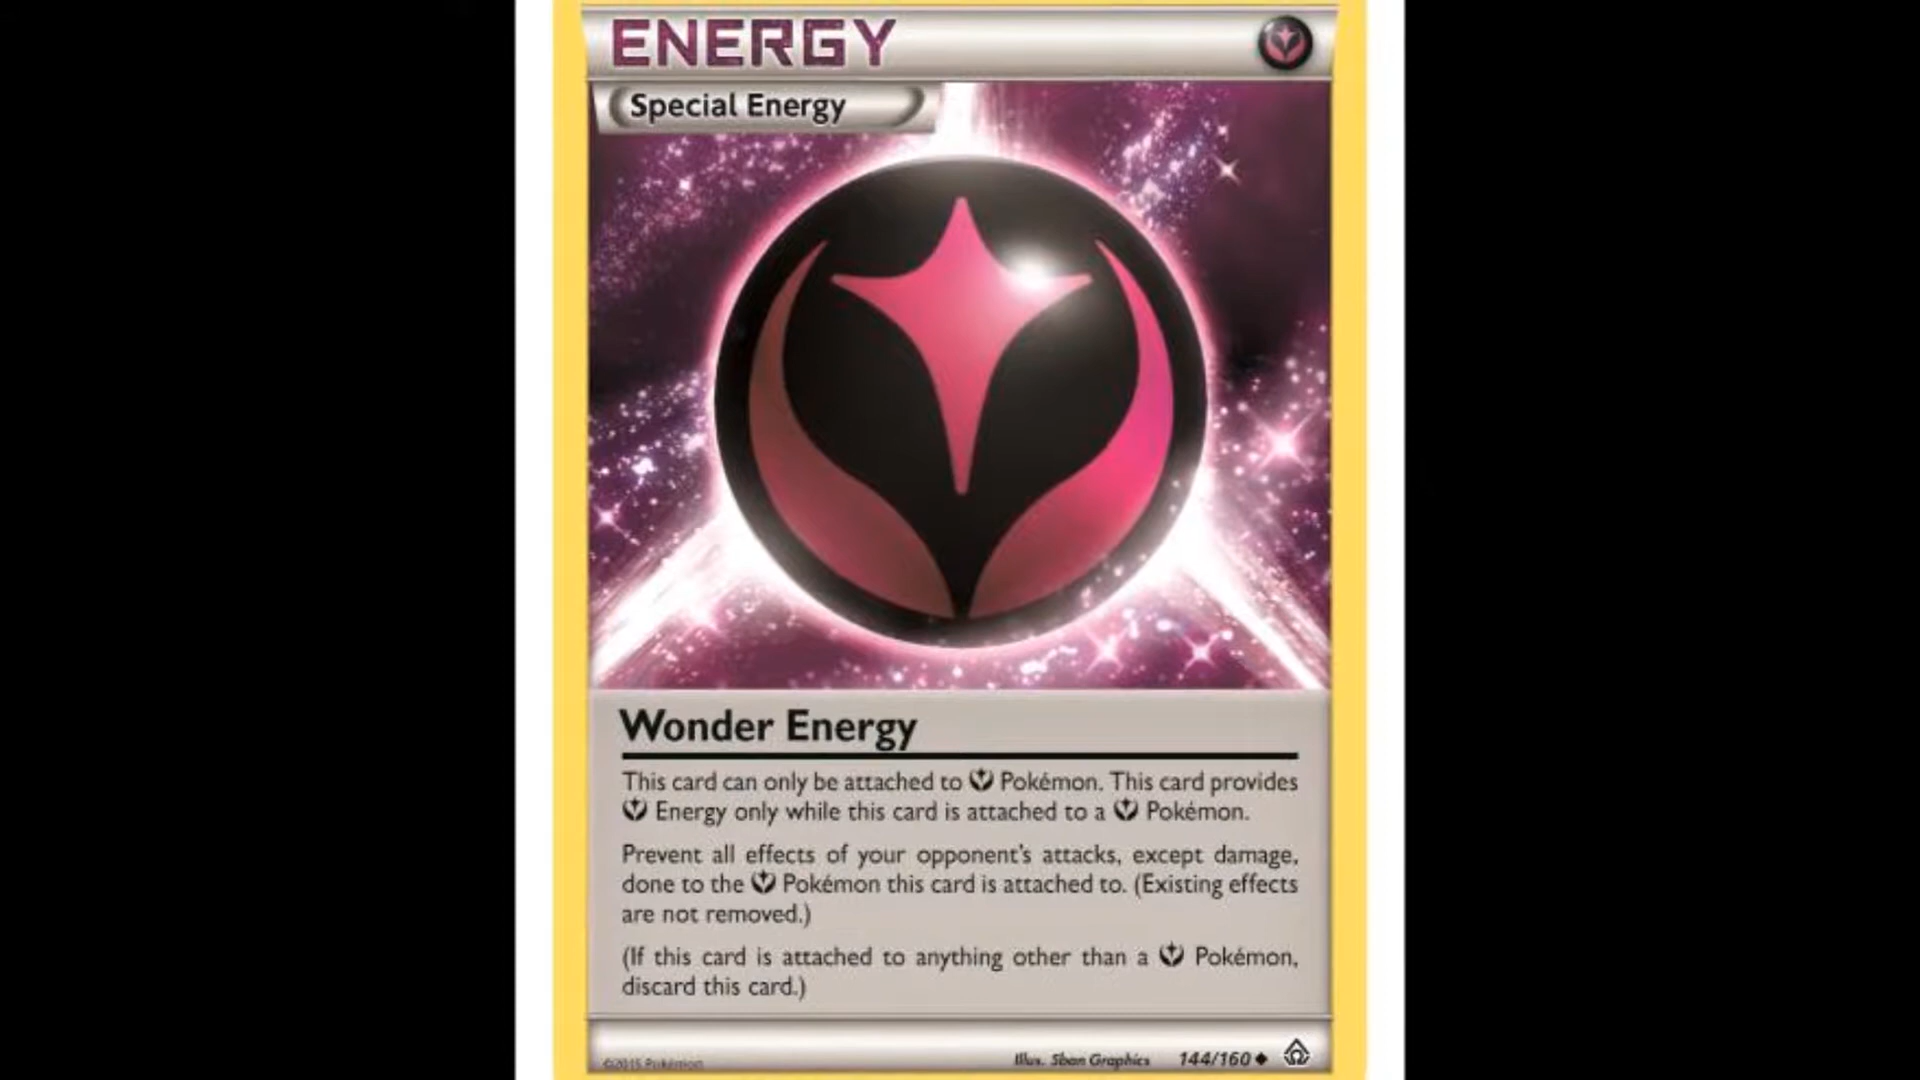 ENERGY
Special Energy
Wonder Energy
This card can only be attached to Pokémon. This card provides
Energy only while this card is attached to a Pokémon.
Prevent all effects of your opponent's attacks, except damage,
done to the Pokémon this card is attached to. (Existing effects
are not removed.)
(If this card is attached to anything other than a Pokémon,
discard this card.)
©2015 Pokémon
Illus. 5ban Graphics 144/160